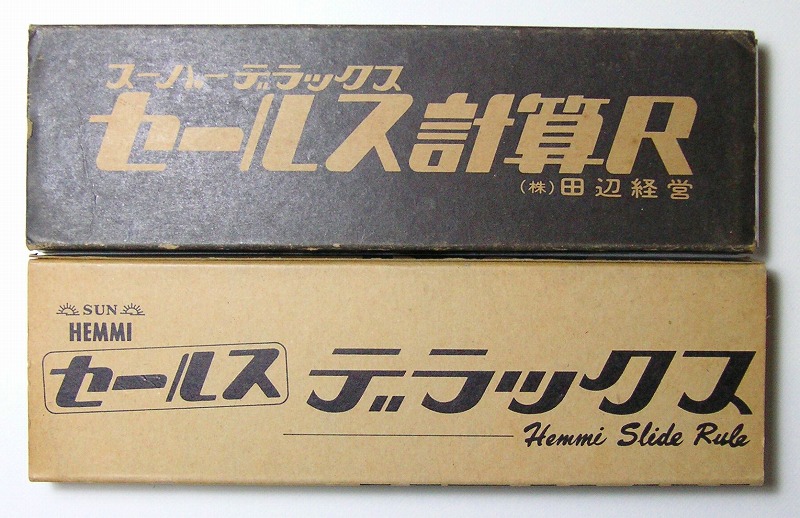 スーパーデラックス
セールス計算R
(株)田辺経営
SUN
HEMMI
セールス デラックス
Hemmi Slide Rule